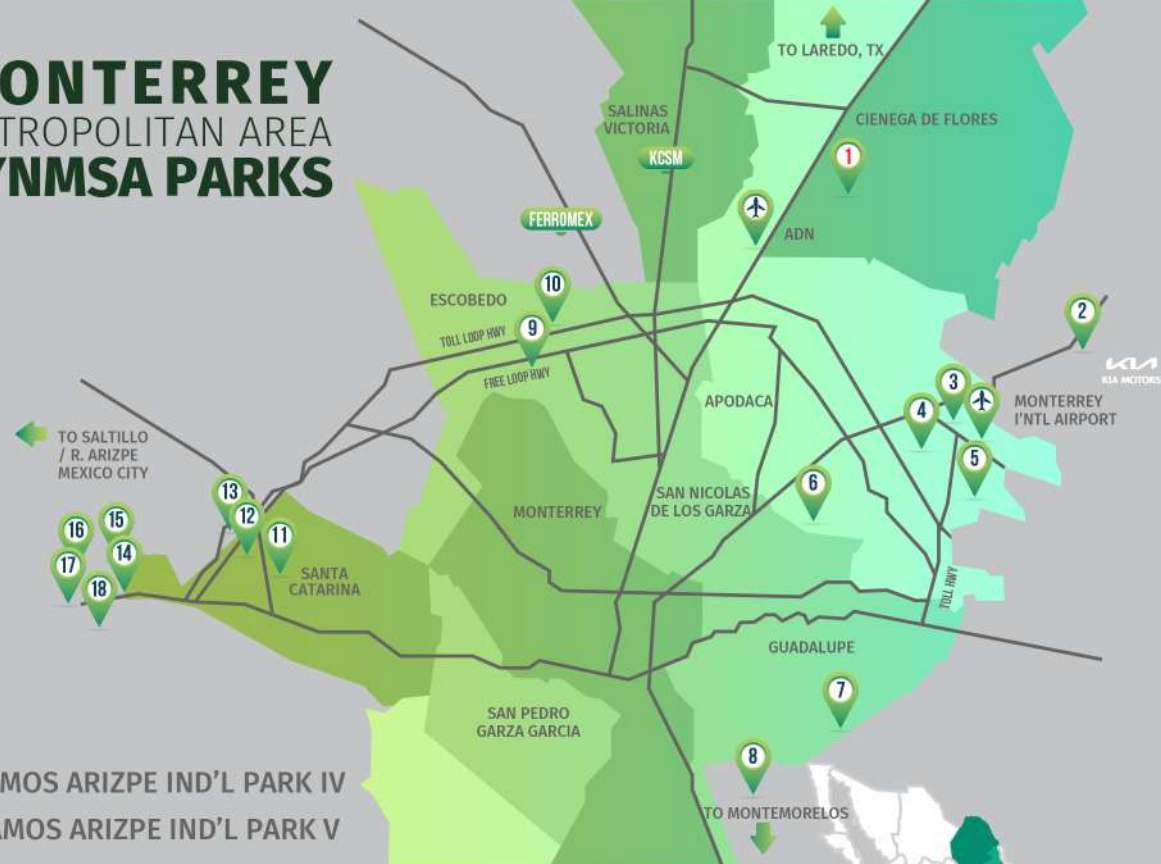 ONTERREY
TROPOLITAN AREA
YNMSA PARKS
TO LAREDO, TX
SALINAS
VICTORIA
CIENEGA DE FLORES
KCSM
1
FERROMEX
ADN
10
ESCOBEDO
9
TOLL LOOP HWY
FREE LOOP HWY
2
KIA
KIA MOTORS
3
4
MONTERREY
I'NTL AIRPORT
APODACA
5
TO SALTILLO
/ R. ARIZPE
MEXICO CITY
13
12
11
6
SAN NICOLAS
DE LOS GARZA
MONTERREY
16
15
14
17
18
SANTA
CATARINA
TOLL HWY
GUADALUPE
7
SAN PEDRO
GARZA GARCIA
8
TO MONTEMORELOS
MOS ARIZPE IND'L PARK IV
AMOS ARIZPE IND'L PARK V